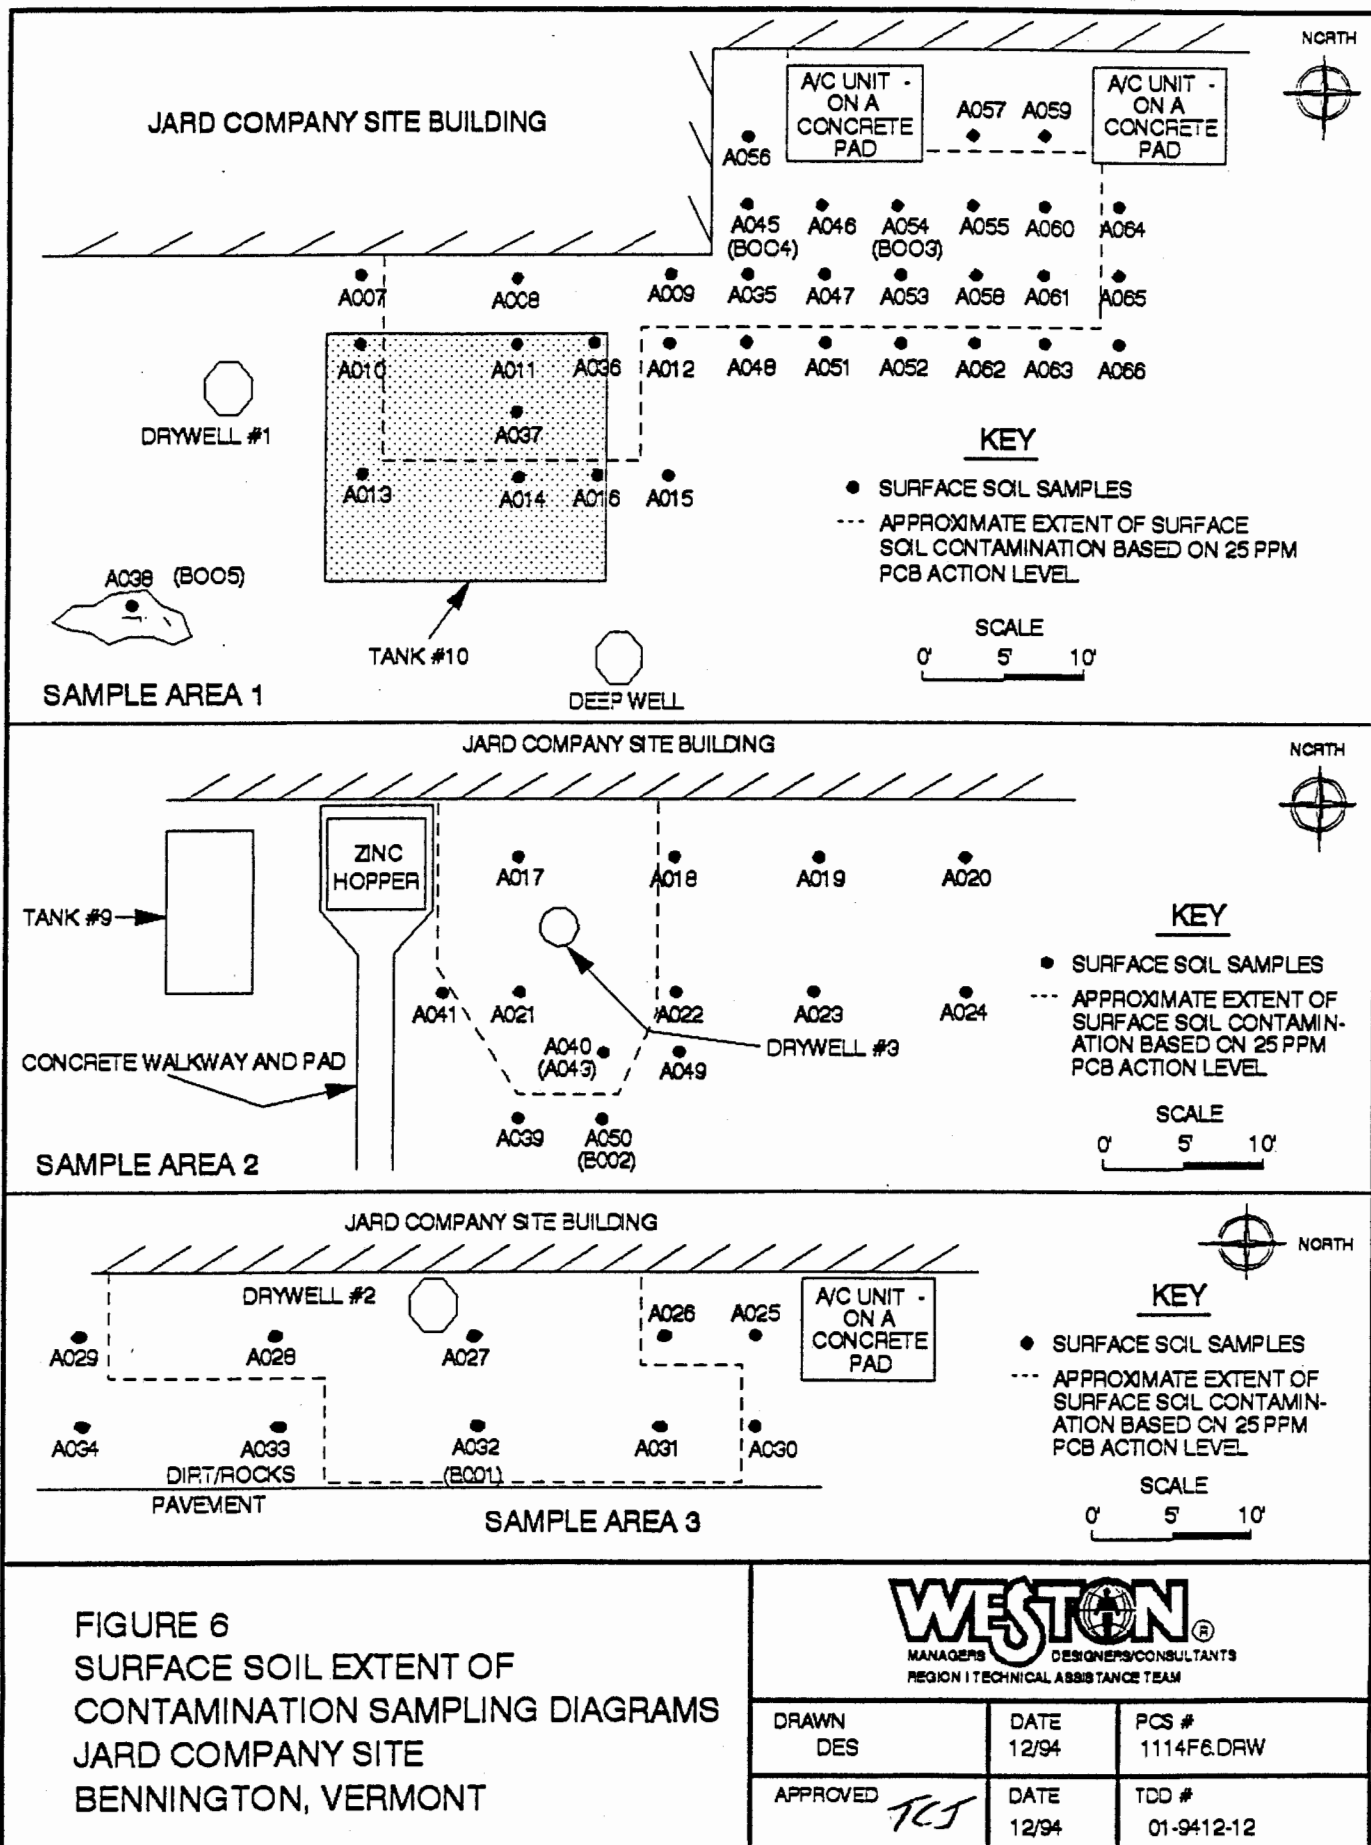 NORTH
JARD COMPANY SITE BUILDING
A/C UNIT -
ON A
CONCRETE
PAD
A057 A059
A/C UNIT -
ON A
CONCRETE
PAD
A056
A045 A046 A054 A055 A060 A064
(B004) (B003)
A007 A008 A009 A035 A047 A053 A058 A061 A065
A010 A011 A036 A012 A048 A051 A052 A062 A063 A066
DRYWELL #1
A037
A013 A014 A016 A015
KEY
SURFACE SOIL SAMPLES
--- APPROXIMATE EXTENT OF SURFACE
SOIL CONTAMINATION BASED ON 25 PPM
PCB ACTION LEVEL
A038 (B005)
TANK #10
DEEP WELL
SCALE
0' 5' 10'
SAMPLE AREA 1
JARD COMPANY SITE BUILDING
NORTH
ZINC
HOPPER
A017 A018 A019 A020
TANK #9
A041 A021 A022 A023 A024
A040
(A043)
A049
DRYWELL #3
CONCRETE WALKWAY AND PAD
A039 A050
(B002)
KEY
SURFACE SOIL SAMPLES
--- APPROXIMATE EXTENT OF
SURFACE SOIL CONTAMIN-
ATION BASED ON 25 PPM
PCB ACTION LEVEL
SCALE
0' 5' 10'
SAMPLE AREA 2
JARD COMPANY SITE BUILDING
NORTH
DRYWELL #2
A026 A025
A/C UNIT -
ON A
CONCRETE
PAD
A029 A028 A027
A034 A033 A032 A031 A030
(B001)
DIRT/ROCKS
PAVEMENT
SAMPLE AREA 3
KEY
SURFACE SOIL SAMPLES
--- APPROXIMATE EXTENT OF
SURFACE SOIL CONTAMIN-
ATION BASED ON 25 PPM
PCB ACTION LEVEL
SCALE
0' 5' 10'
FIGURE 6
SURFACE SOIL EXTENT OF
CONTAMINATION SAMPLING DIAGRAMS
JARD COMPANY SITE
BENNINGTON, VERMONT
WESTON ®
MANAGERS DESIGNERS/CONSULTANTS
REGION I TECHNICAL ASSISTANCE TEAM
DRAWN
DES
DATE
12/94
PCS #
1114F6.DRW
APPROVED TCJ
DATE
12/94
TDD #
01-9412-12